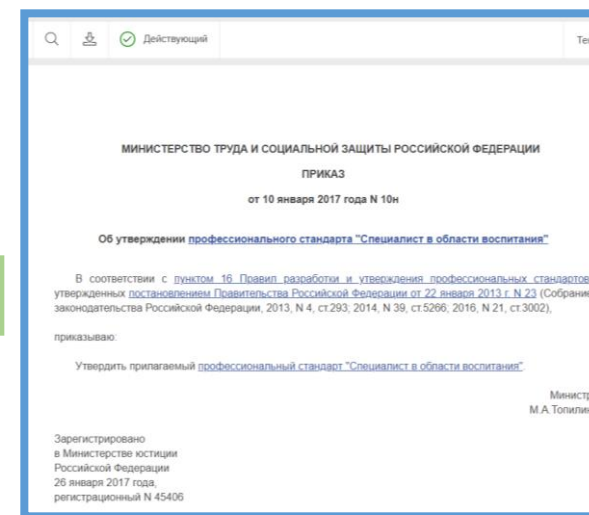 Действующий
МИНИСТЕРСТВО ТРУДА И СОЦИАЛЬНОЙ ЗАЩИТЫ РОССИЙСКОЙ ФЕДЕРАЦИИ
ПРИКАЗ
от 10 января 2017 года N 10н
Об утверждении профессионального стандарта "Специалист в области воспитания"
В соответствии с пунктом 16 Правил разработки и утверждения профессиональных стандартов
утвержденных постановлением Правительства Российской Федерации от 22 января 2013 г. N 23 (Собрание
законодательства Российской Федерации, 2013, N 4, ст.293; 2014, N 39, ст.5266; 2016, N 21, ст.3002),
приказываю:
Утвердить прилагаемый профессиональный стандарт "Специалист в области воспитания".
Министр
М.А.Топилин
Зарегистрировано
в Министерстве юстиции
Российской Федерации
26 января 2017 года,
регистрационный N 45406